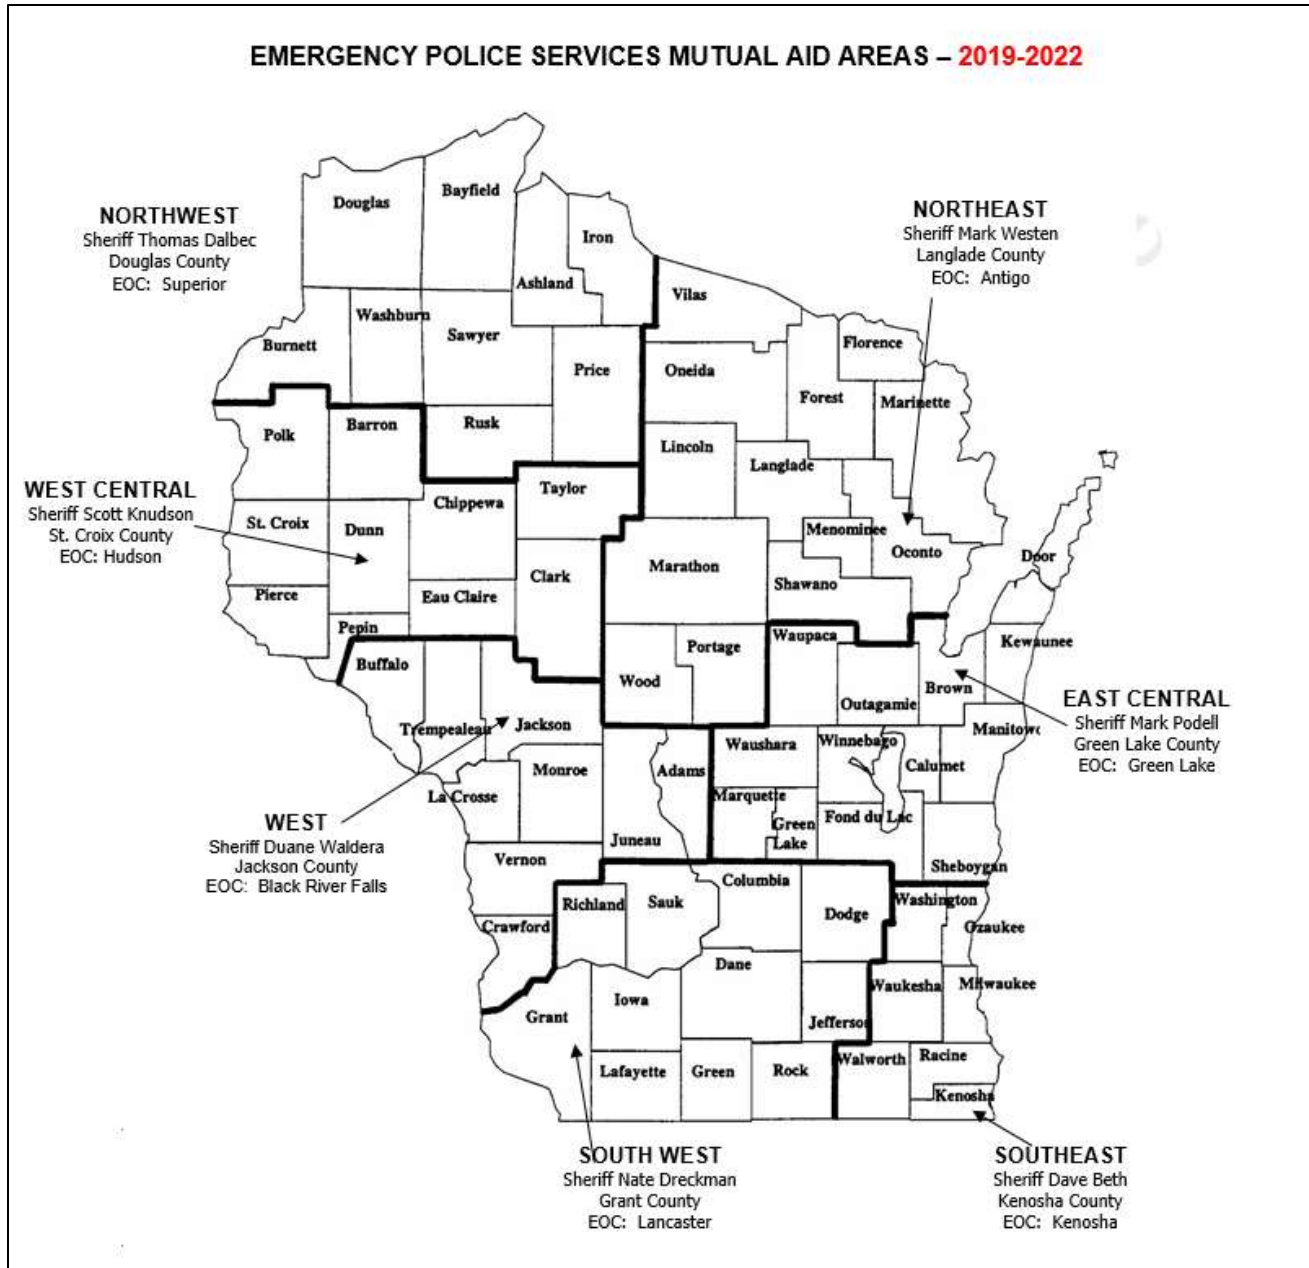 EMERGENCY POLICE SERVICES MUTUAL AID AREAS – 2019-2022
NORTHWEST
Sheriff Thomas Dalbec
Douglas County
EOC: Superior
NORTHEAST
Sheriff Mark Westen
Langlade County
EOC: Antigo
Douglas
Bayfield
Iron
Ashland
Vilas
Washburn
Sawyer
Burnett
Price
Oneida
Florence
Forest
Marinette
Polk
Barron
Rusk
Lincoln
Langlade
WEST CENTRAL
Sheriff Scott Knudson
St. Croix County
EOC: Hudson
Taylor
Chippewa
St. Croix
Dunn
Menominee
Oconto
Door
Marathon
Clark
Shawano
Pierce
Eau Claire
Pepin
Waupaca
Kewaunee
Portage
Buffalo
Wood
Brown
Outagamie
EAST CENTRAL
Sheriff Mark Podell
Green Lake County
EOC: Green Lake
Trempealeau
Jackson
Manitowc
Waushara
Winnebago
Calumet
Monroe
Adams
La Crosse
Marquette
Green
Lake
Fond du Lac
WEST
Sheriff Duane Waldera
Jackson County
EOC: Black River Falls
Juneau
Vernon
Sheboygan
Columbia
Richland
Sauk
Washington
Dodge
Crawford
Ozaukee
Dane
Waukesha
Milwaukee
Iowa
Grant
Jefferson
Walworth
Racine
Lafayette
Green
Rock
Kenosha
SOUTH WEST
Sheriff Nate Dreckman
Grant County
EOC: Lancaster
SOUTHEAST
Sheriff Dave Beth
Kenosha County
EOC: Kenosha